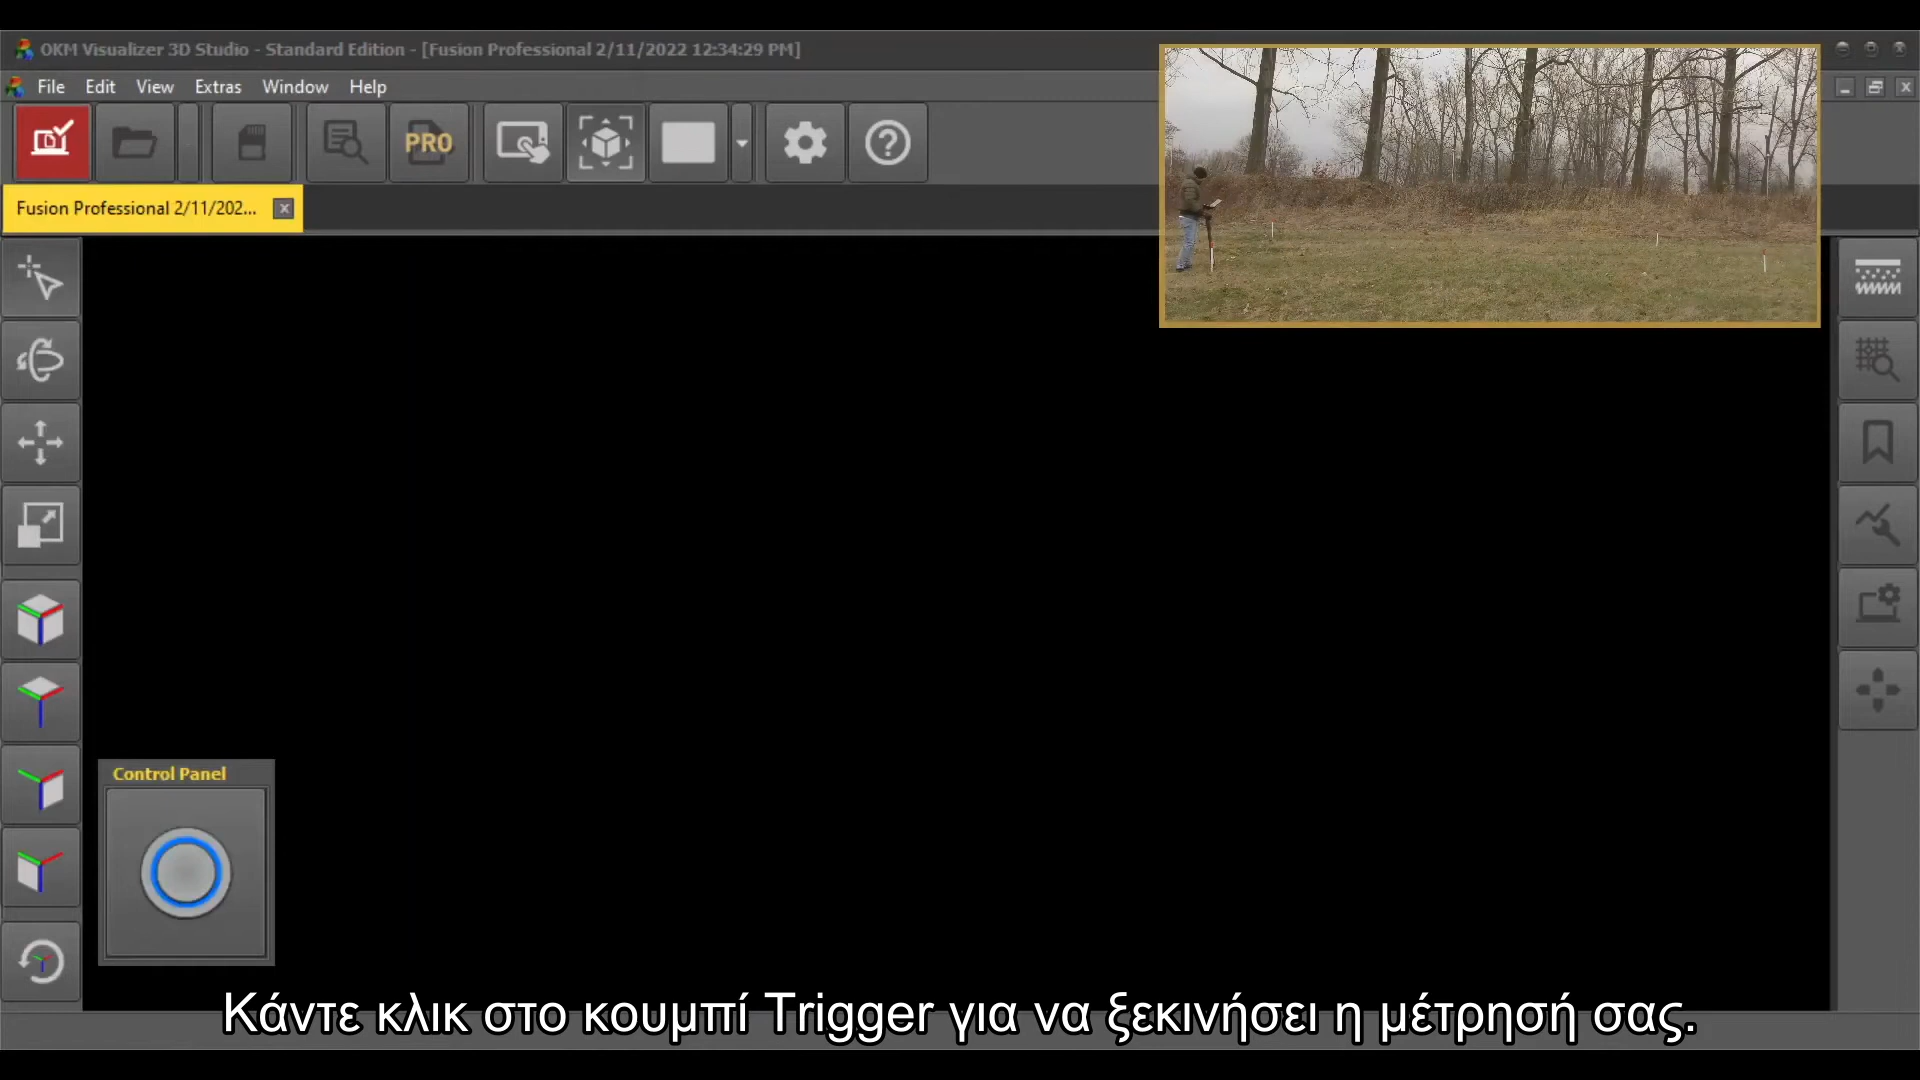 OKM Visualizer 3D Studio - Standard Edition - [Fusion Professional 2/11/2022 12:34:29 PM]
File Edit View Extras Window Help
PRO
Fusion Professional 2/11/202...
Control Panel
Κάντε κλικ στο κουμπί Trigger για να ξεκινήσει η μέτρησή σας.